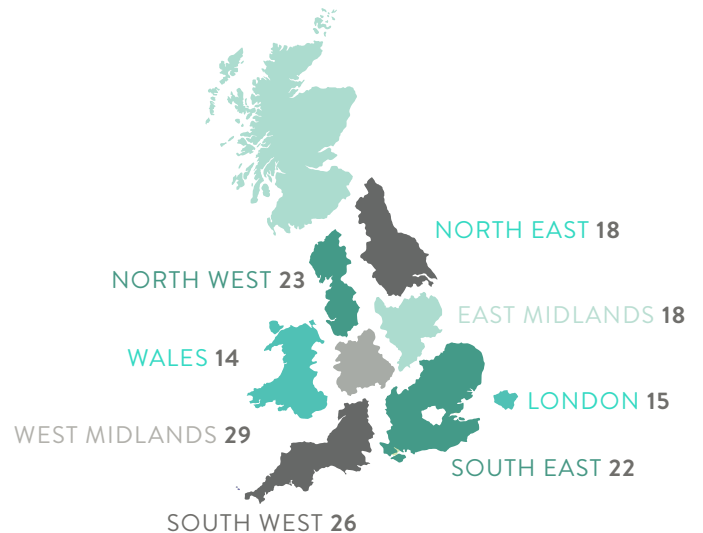 NORTH EAST 18
NORTH WEST 23
EAST MIDLANDS 18
WALES 14
LONDON 15
WEST MIDLANDS 29
SOUTH EAST 22
SOUTH WEST 26